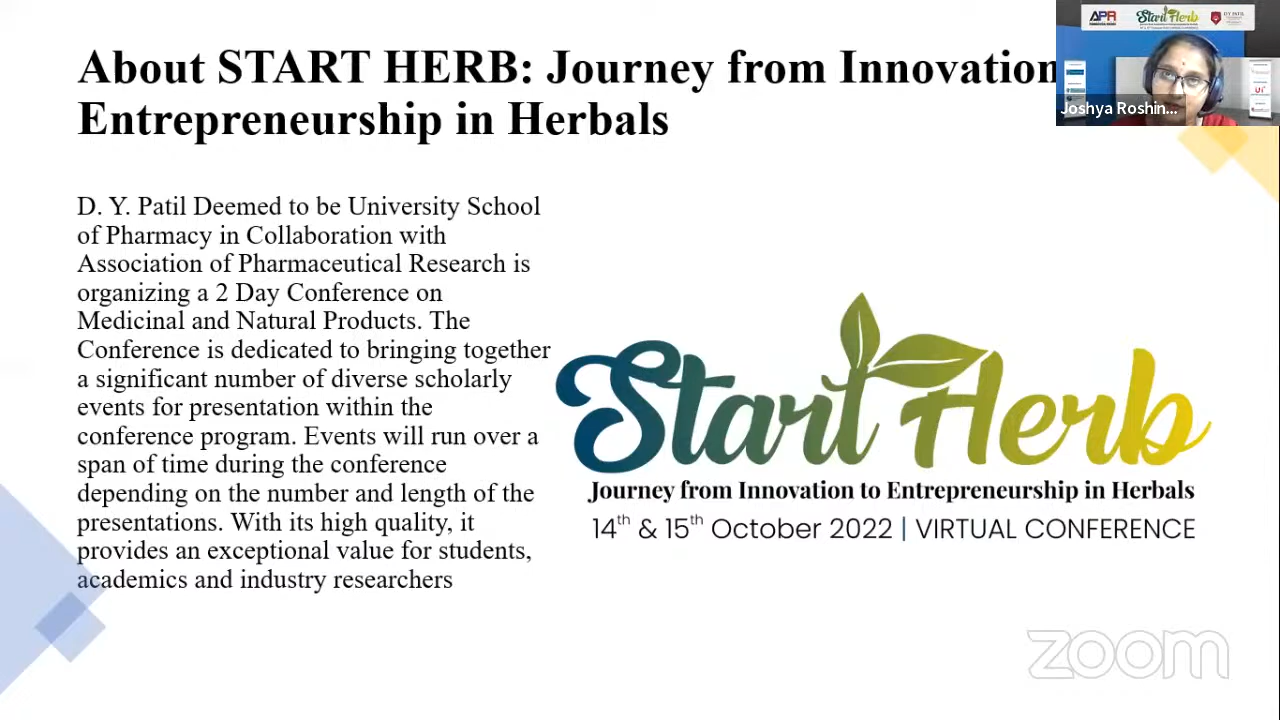 About START HERB: Journey from Innovation
Entrepreneurship in Herbals
D. Y. Patil Deemed to be University School
of Pharmacy in Collaboration with
Association of Pharmaceutical Research is
organizing a 2 Day Conference on
Medicinal and Natural Products. The
Conference is dedicated to bringing together
a significant number of diverse scholarly
events for presentation within the
conference program. Events will run over a
span of time during the conference
depending on the number and length of the
presentations. With its high quality, it
provides an exceptional value for students,
academics and industry researchers
Start Herb
Journey from Innovation to Entrepreneurship in Herbals
14th & 15th October 2022 | VIRTUAL CONFERENCE
APR
Start Herb
D Y PATIL
Joshya Roshin...
zoom